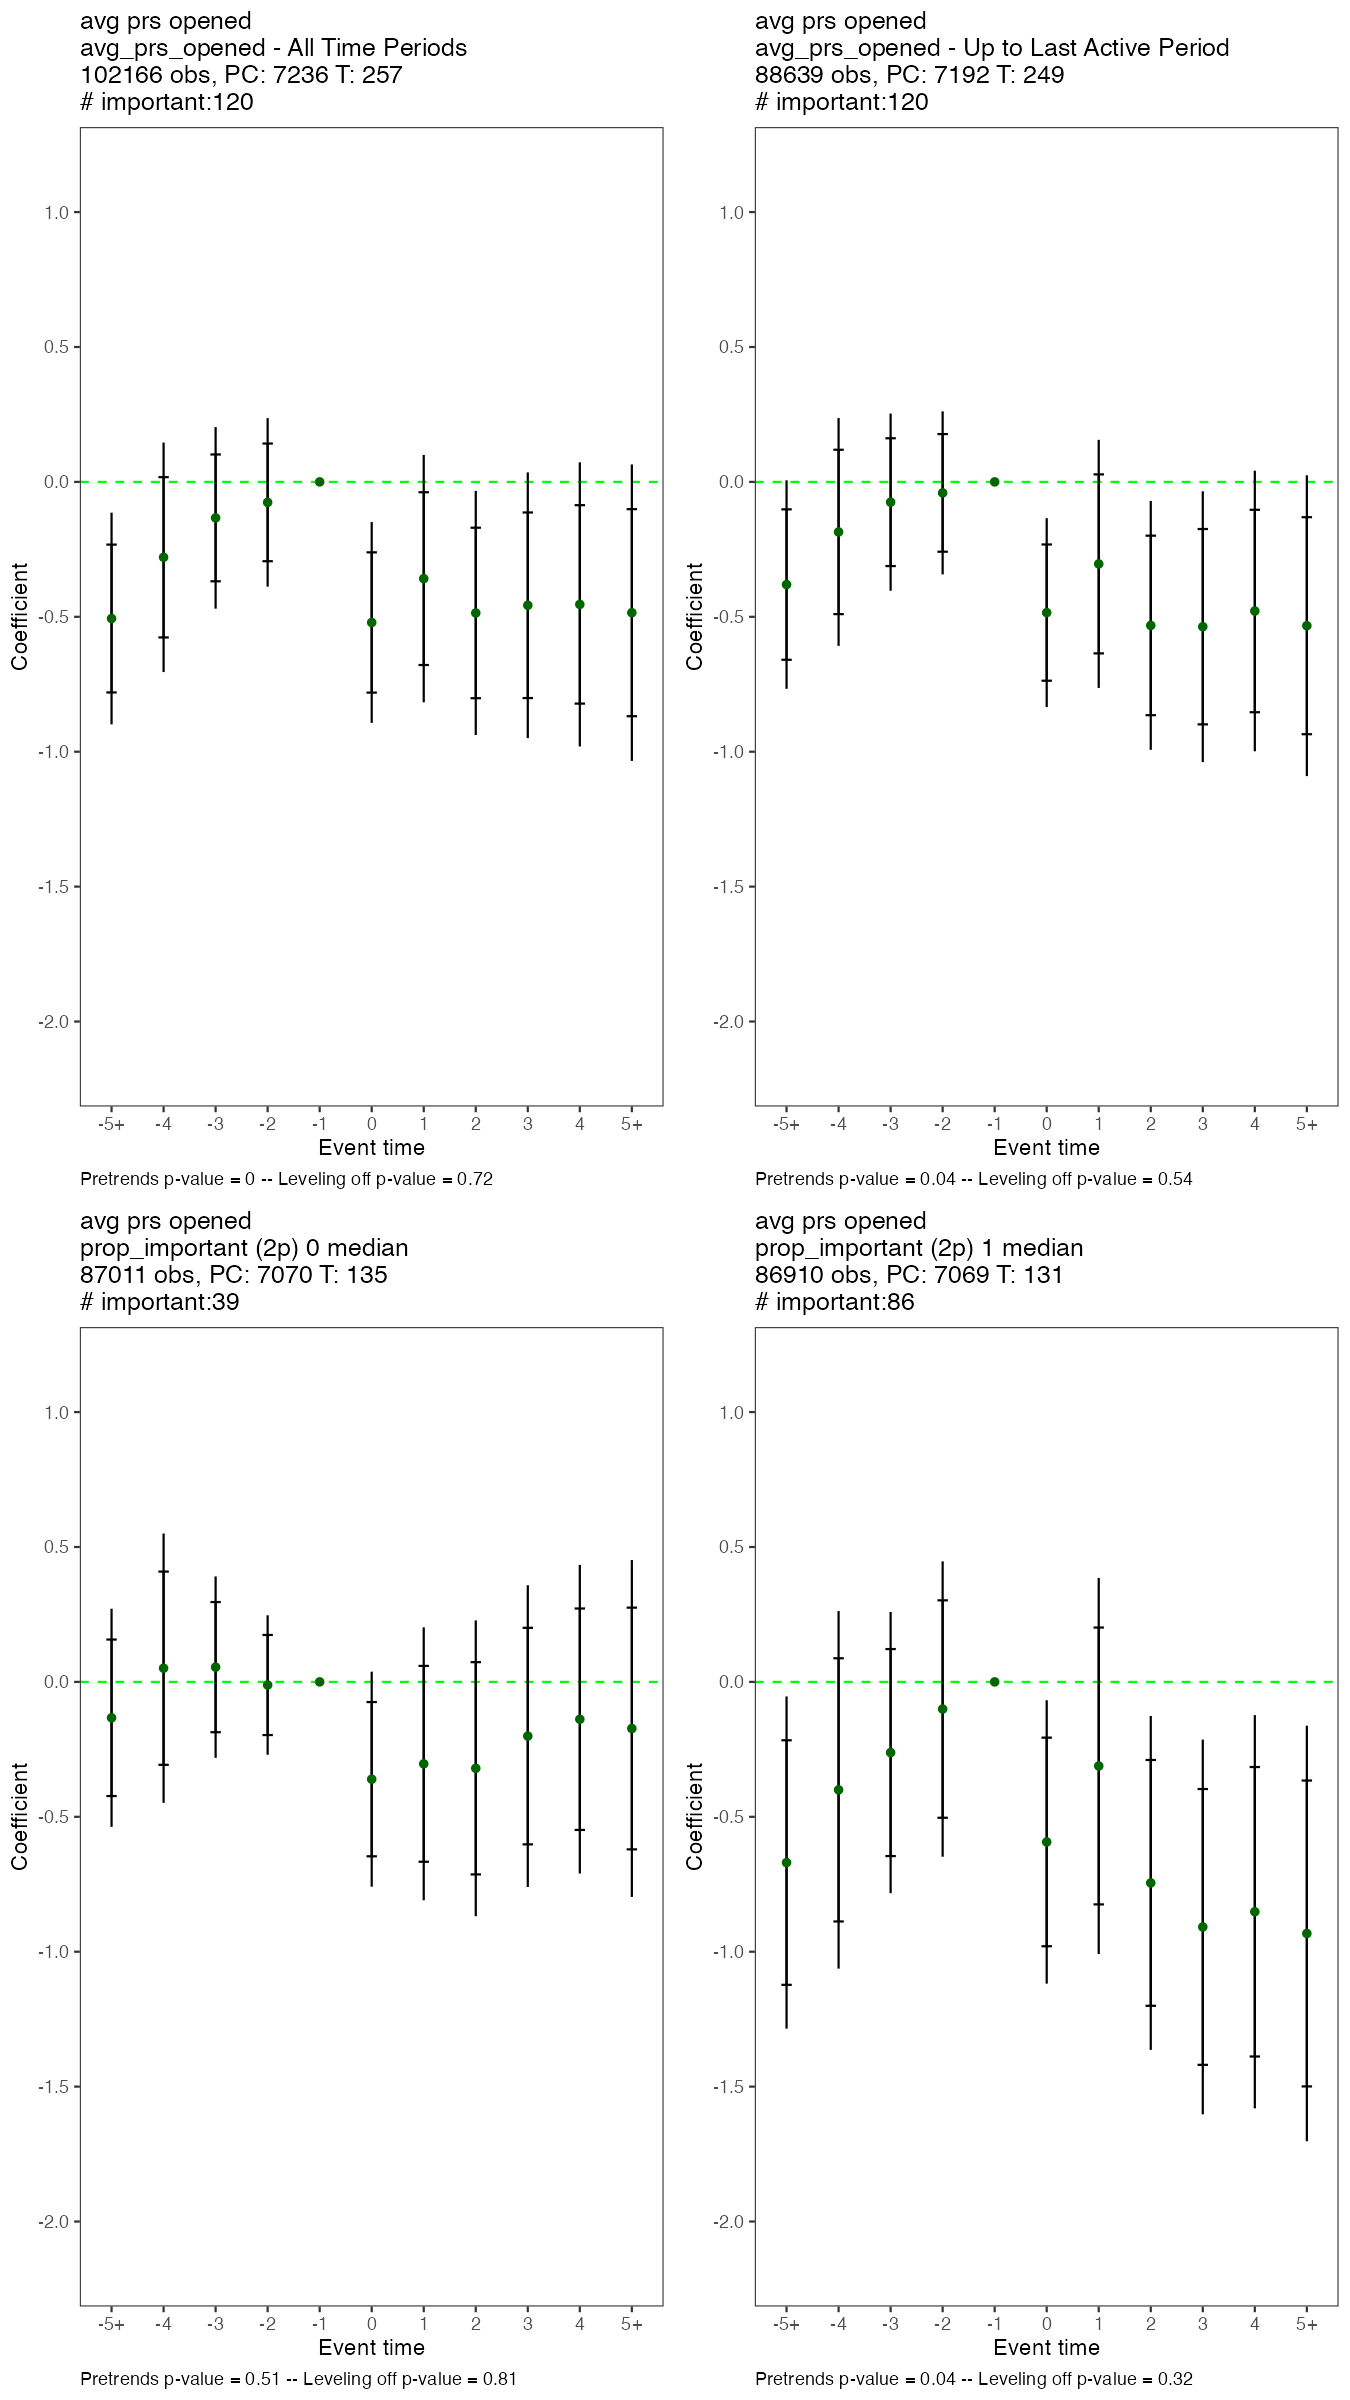 avg prs opened
avg_prs_opened - All Time Periods
102166 obs, PC: 7236 T: 257
# important:120
1.0
0.5
0.0
-0.5
-1.0
-1.5
-2.0
Coefficient
-5+ -4 -3 -2 -1 0 1 2 3 4 5+
Event time
Pretrends p-value = 0 -- Leveling off p-value = 0.72
avg prs opened
avg_prs_opened - Up to Last Active Period
88639 obs, PC: 7192 T: 249
# important:120
1.0
0.5
0.0
-0.5
-1.0
-1.5
-2.0
Coefficient
-5+ -4 -3 -2 -1 0 1 2 3 4 5+
Event time
Pretrends p-value = 0.04 -- Leveling off p-value = 0.54
avg prs opened
prop_important (2p) 0 median
87011 obs, PC: 7070 T: 135
# important:39
1.0
0.5
0.0
-0.5
-1.0
-1.5
-2.0
Coefficient
-5+ -4 -3 -2 -1 0 1 2 3 4 5+
Event time
Pretrends p-value = 0.51 -- Leveling off p-value = 0.81
avg prs opened
prop_important (2p) 1 median
86910 obs, PC: 7069 T: 131
# important:86
1.0
0.5
0.0
-0.5
-1.0
-1.5
-2.0
Coefficient
-5+ -4 -3 -2 -1 0 1 2 3 4 5+
Event time
Pretrends p-value = 0.04 -- Leveling off p-value = 0.32